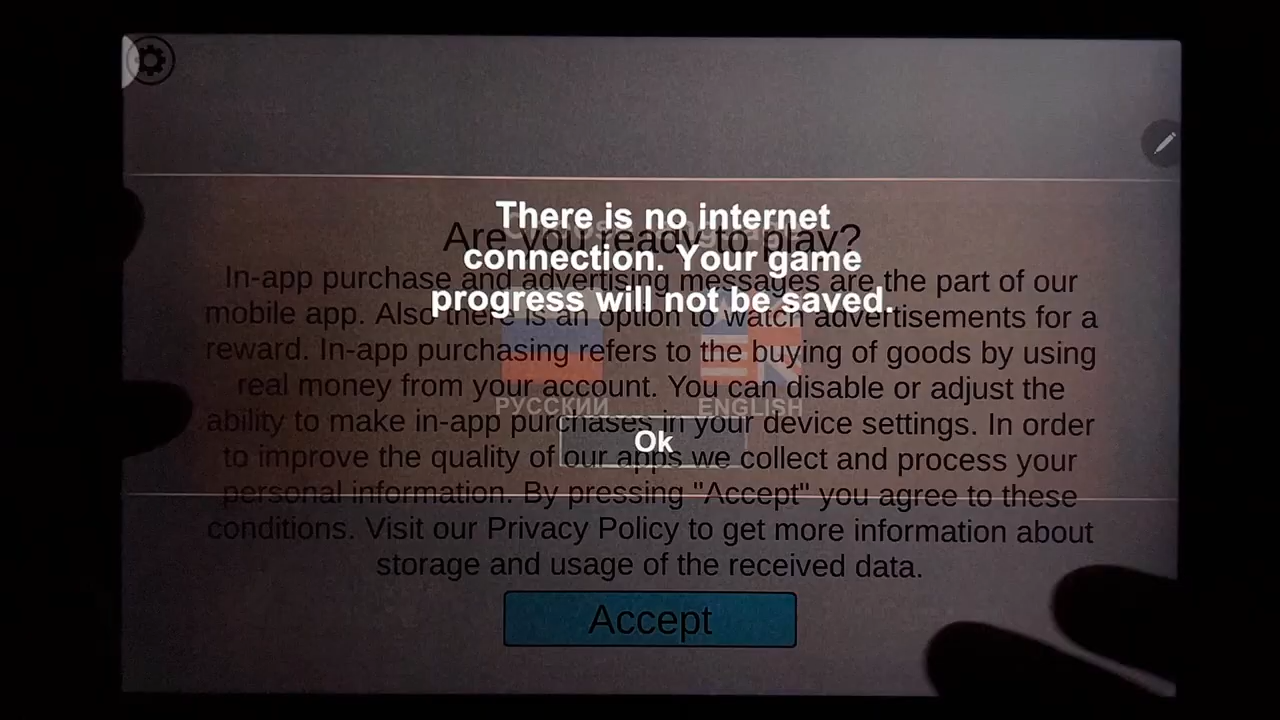 There is no internet
connection. Your game
progress will not be saved.
Ok
Are you ready to play?
In-app purchase and advertising messages are the part of our
mobile app. Also there is an option to watch advertisements for a
reward. In-app purchasing refers to the buying of goods by using
real money from your account. You can disable or adjust the
ability to make in-app purchases in your device settings. In order
to improve the quality of our apps we collect and process your
personal information. By pressing "Accept" you agree to these
conditions. Visit our Privacy Policy to get more information about
storage and usage of the received data.
Accept
РУССКИЙ
ENGLISH